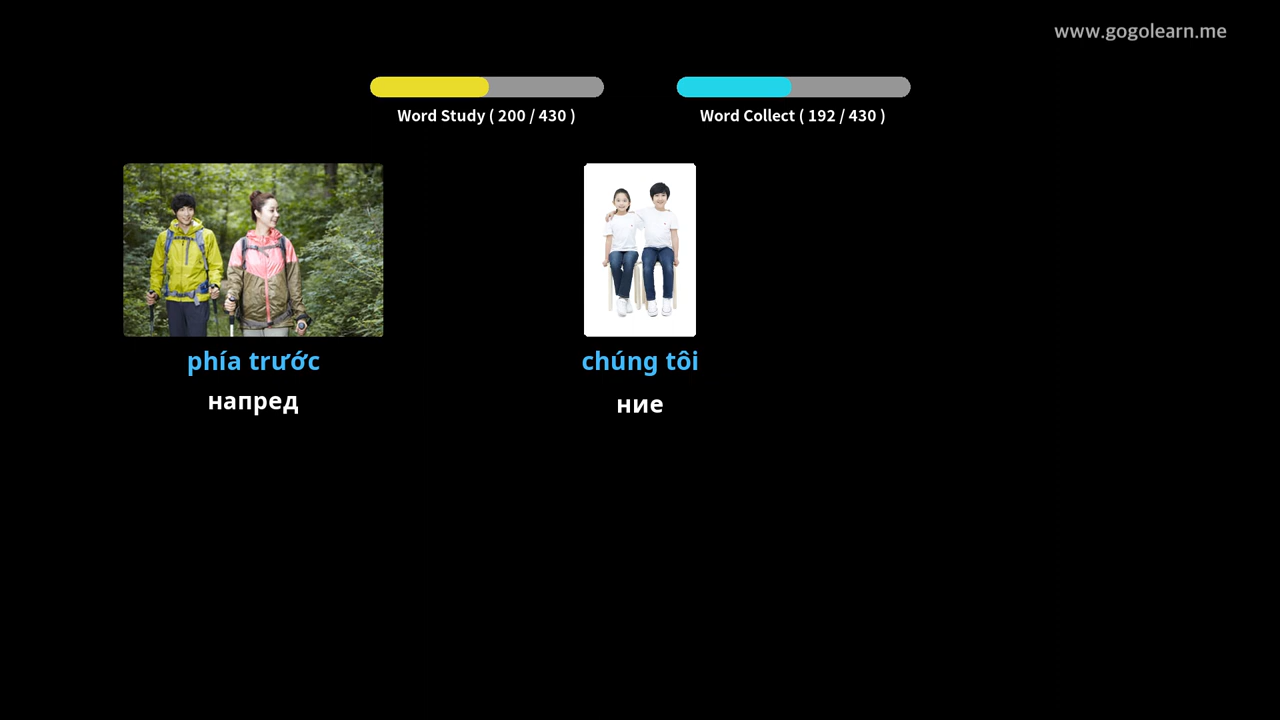 www.gogolearn.me
Word Study ( 200 / 430 )
Word Collect ( 192 / 430 )
phía trước
напред
chúng tôi
ние